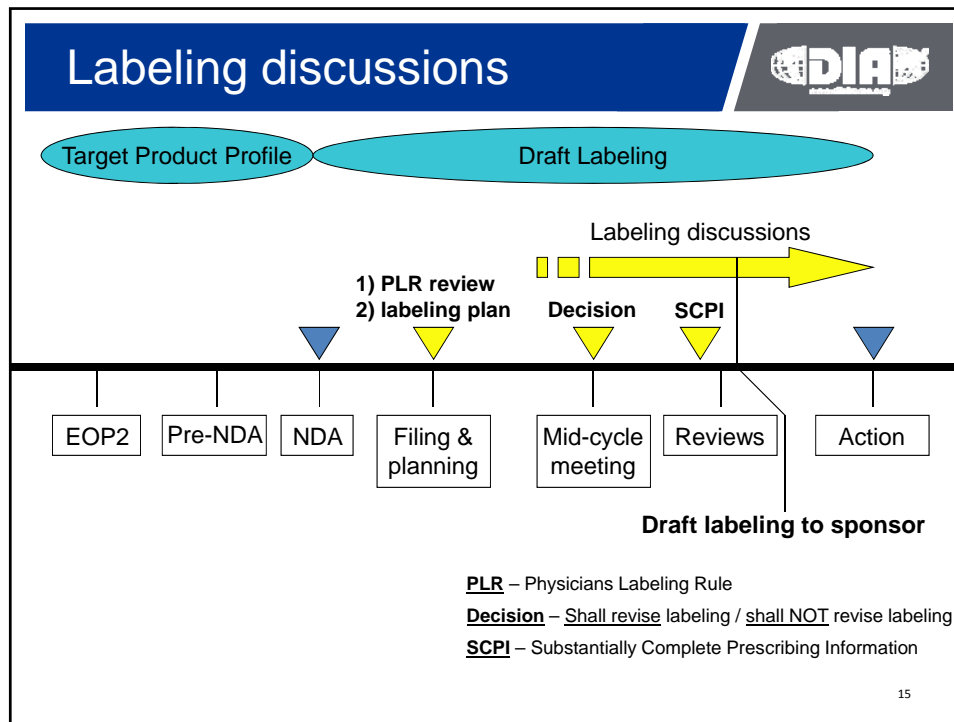 Labeling discussions
DIA
Target Product Profile
Draft Labeling
Labeling discussions
1) PLR review
2) labeling plan
Decision
SCPI
EOP2
Pre-NDA
NDA
Filing &
planning
Mid-cycle
meeting
Reviews
Action
Draft labeling to sponsor
PLR – Physicians Labeling Rule
Decision – Shall revise labeling / shall NOT revise labeling
SCPI – Substantially Complete Prescribing Information
15